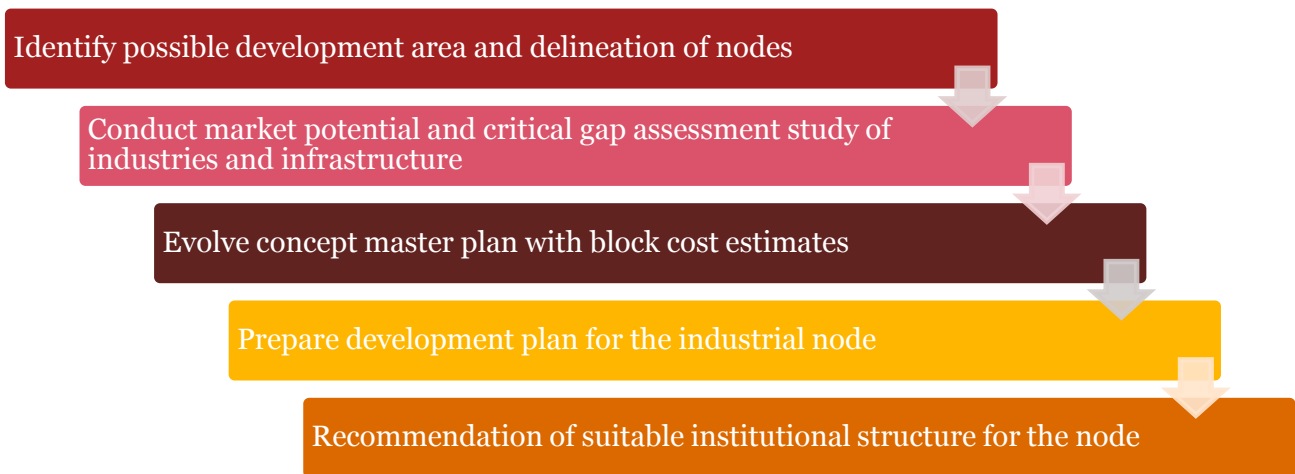 Identify possible development area and delineation of nodes
Conduct market potential and critical gap assessment study of
industries and infrastructure
Evolve concept master plan with block cost estimates
Prepare development plan for the industrial node
Recommendation of suitable institutional structure for the node